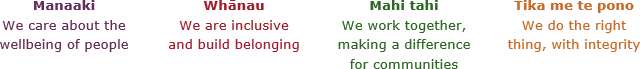 Manaaki
We care about the
wellbeing of people
Whānau
We are inclusive
and build belonging
Mahi tahi
We work together,
making a difference
for communities
Tika me te pono
We do the right
thing, with integrity